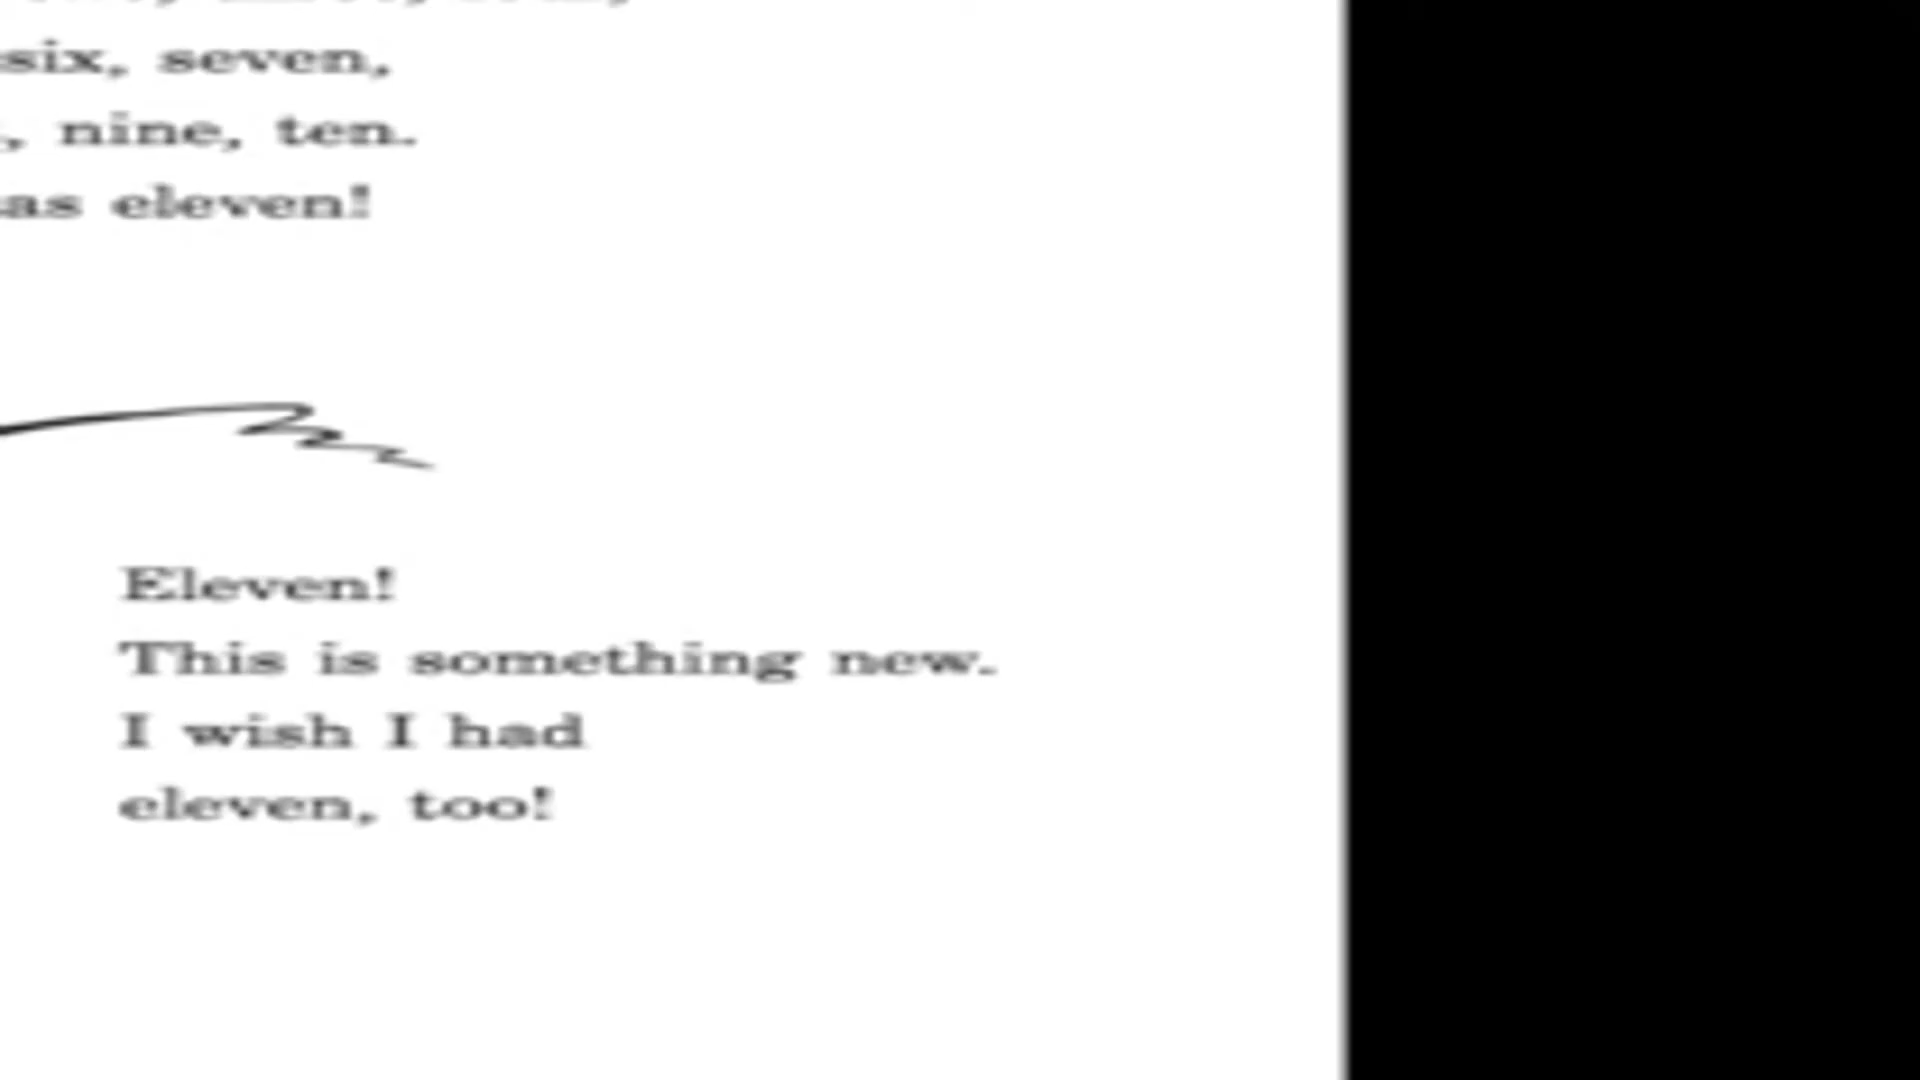 six, seven,
nine, ten.
eleven!
Eleven!
This is something new.
I wish I had
eleven, too!